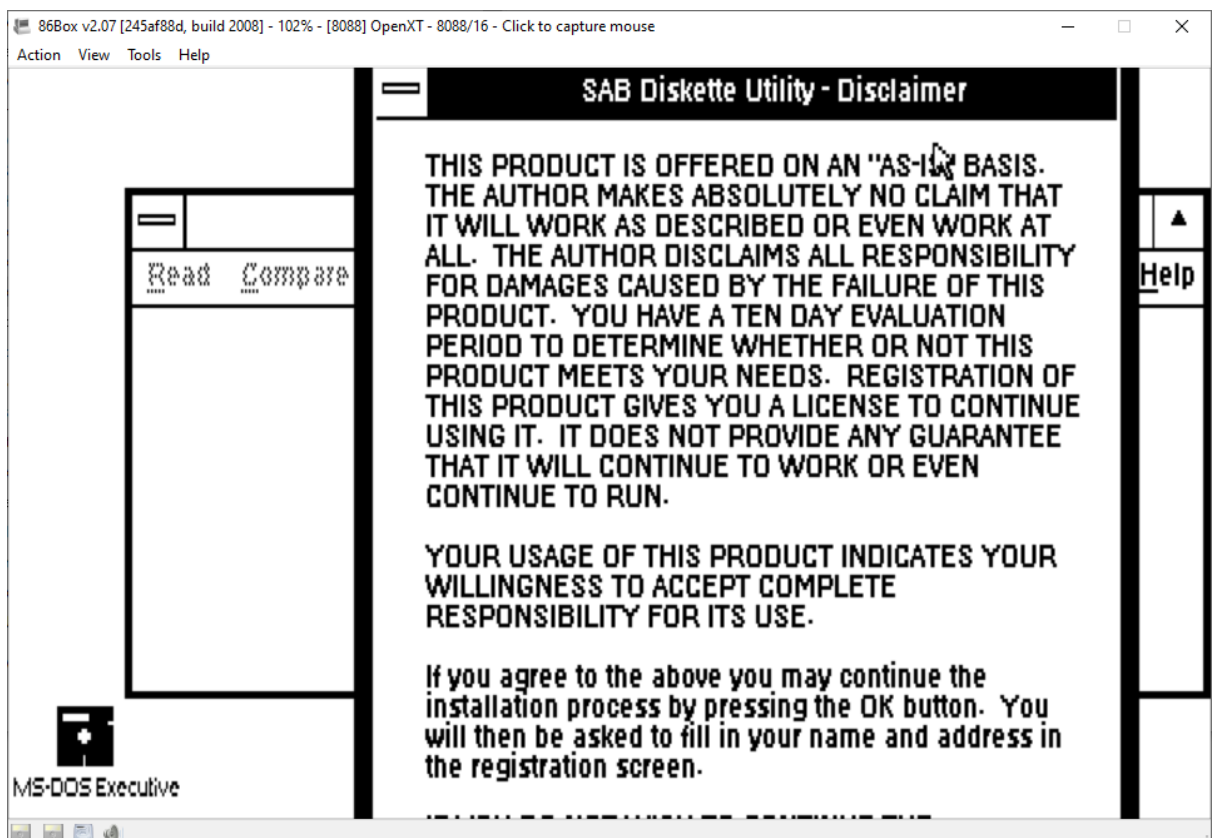 86Box v2.07 [245af88d, build 2008] - 102% - [8088] OpenXT - 8088/16 - Click to capture mouse
Action View Tools Help
SAB Diskette Utility - Disclaimer
Read Compare
Help
THIS PRODUCT IS OFFERED ON AN "AS-IS" BASIS.
THE AUTHOR MAKES ABSOLUTELY NO CLAIM THAT
IT WILL WORK AS DESCRIBED OR EVEN WORK AT
ALL. THE AUTHOR DISCLAIMS ALL RESPONSIBILITY
FOR DAMAGES CAUSED BY THE FAILURE OF THIS
PRODUCT. YOU HAVE A TEN DAY EVALUATION
PERIOD TO DETERMINE WHETHER OR NOT THIS
PRODUCT MEETS YOUR NEEDS. REGISTRATION OF
THIS PRODUCT GIVES YOU A LICENSE TO CONTINUE
USING IT. IT DOES NOT PROVIDE ANY GUARANTEE
THAT IT WILL CONTINUE TO WORK OR EVEN
CONTINUE TO RUN.
YOUR USAGE OF THIS PRODUCT INDICATES YOUR
WILLINGNESS TO ACCEPT COMPLETE
RESPONSIBILITY FOR ITS USE.
If you agree to the above you may continue the
installation process by pressing the OK button. You
will then be asked to fill in your name and address in
the registration screen.
MS-DOS Executive